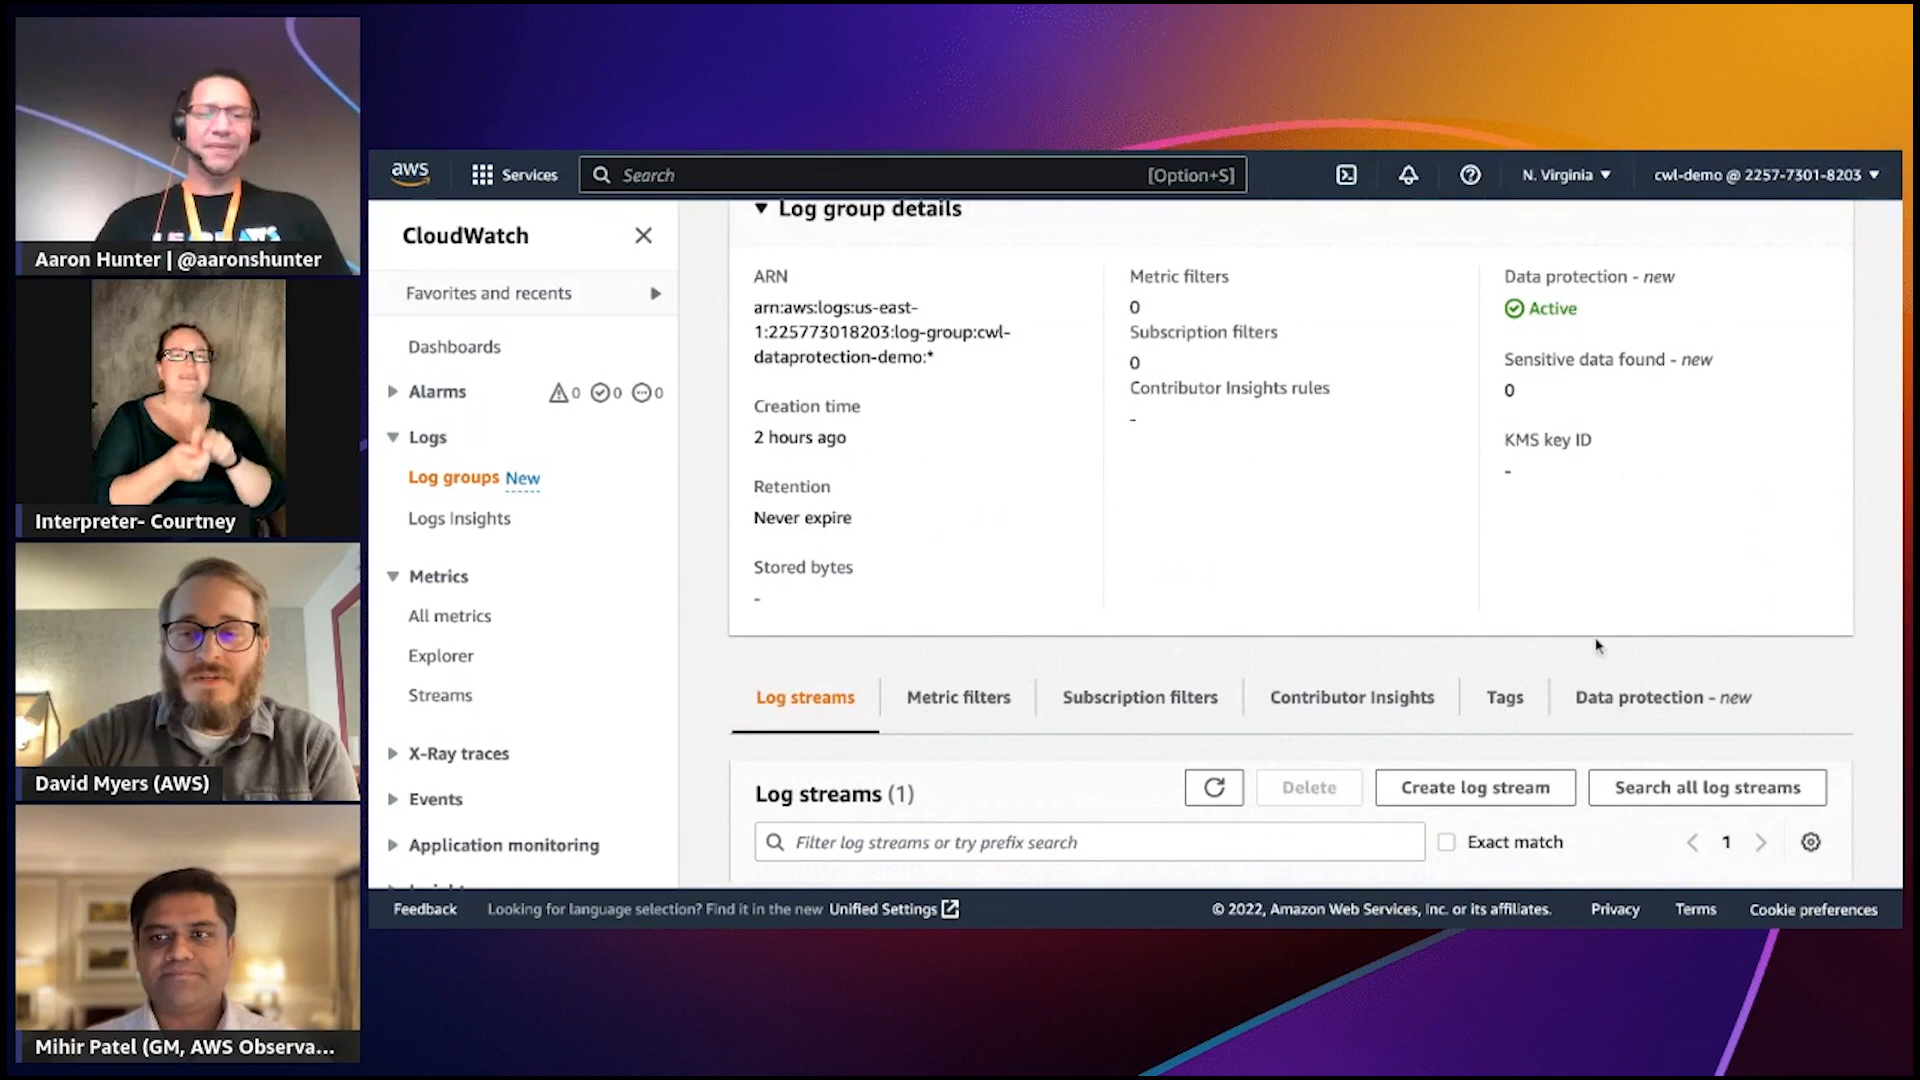 Aaron Hunter | @aaronshunter
Interpreter- Courtney
David Myers (AWS)
Mihir Patel (GM, AWS Observa...
aws
Services
Search
[Option+S]
N. Virginia
cwl-demo @ 2257-7301-8203
CloudWatch
Favorites and recents
Dashboards
Alarms
0
0
0
Logs
Log groups New
Logs Insights
Metrics
All metrics
Explorer
Streams
X-Ray traces
Events
Application monitoring
Log group details
ARN
arn:aws:logs:us-east-
1:225773018203:log-group:cwl-
dataprotection-demo:*
Creation time
2 hours ago
Retention
Never expire
Stored bytes
-
Metric filters
0
Subscription filters
0
Contributor Insights rules
-
Data protection - new
Active
Sensitive data found - new
0
KMS key ID
-
Log streams
Metric filters
Subscription filters
Contributor Insights
Tags
Data protection - new
Log streams (1)
Delete
Create log stream
Search all log streams
Filter log streams or try prefix search
Exact match
1
Feedback
Looking for language selection? Find it in the new Unified Settings
© 2022, Amazon Web Services, Inc. or its affiliates.
Privacy
Terms
Cookie preferences